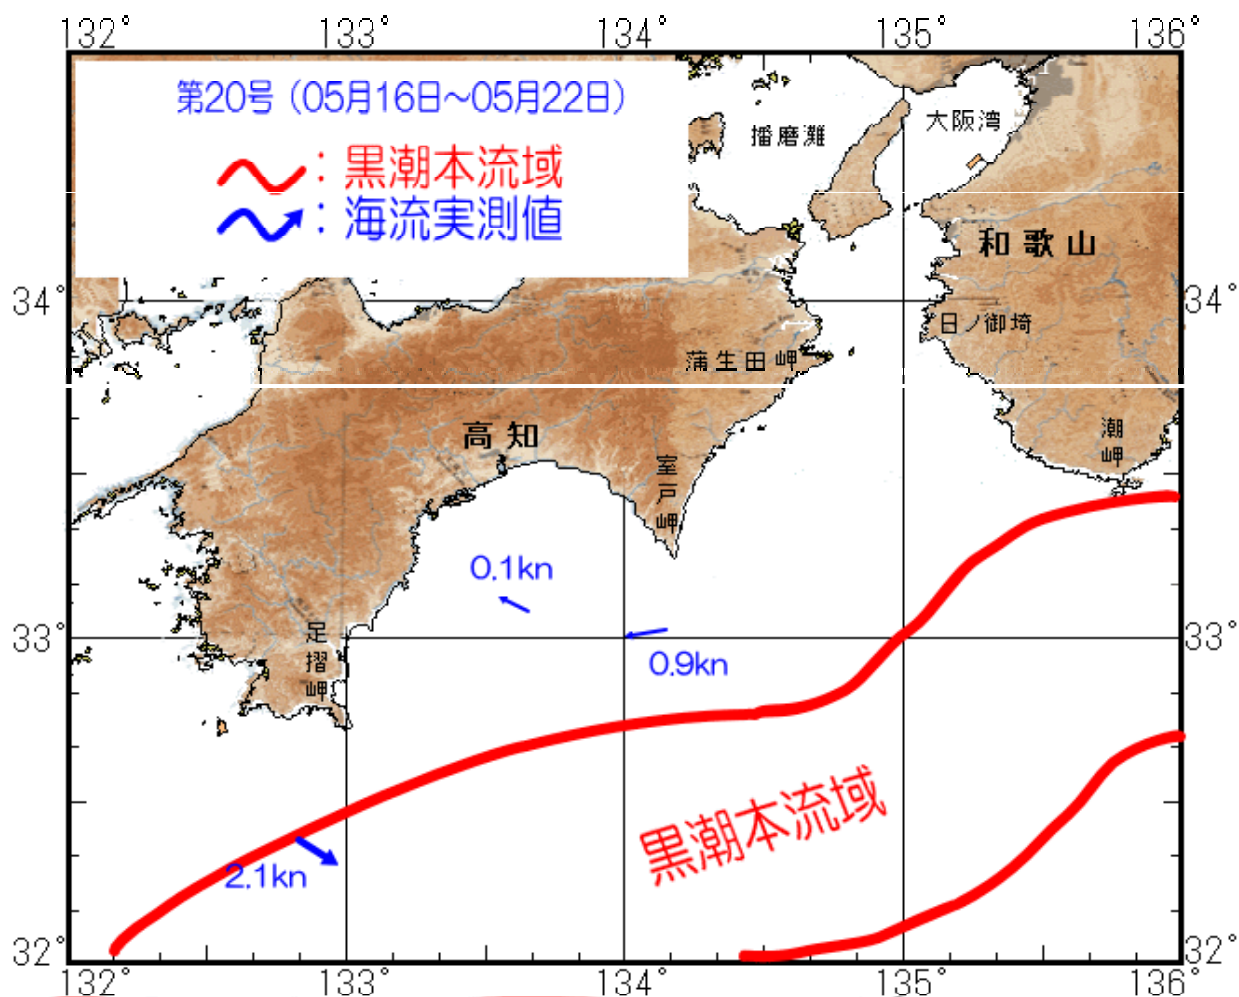 132° 133° 134° 135° 136°
第20号（05月16日～05月22日）
：黒潮本流域
：海流実測値
播磨灘
大阪湾
和歌山
34° 34°
日ノ御埼
蒲生田岬
潮岬
高知
室戸岬
0.1kn
33° 33°
足摺岬
0.9kn
黒潮本流域
2.1kn
32° 32°
132° 133° 134° 135° 136°